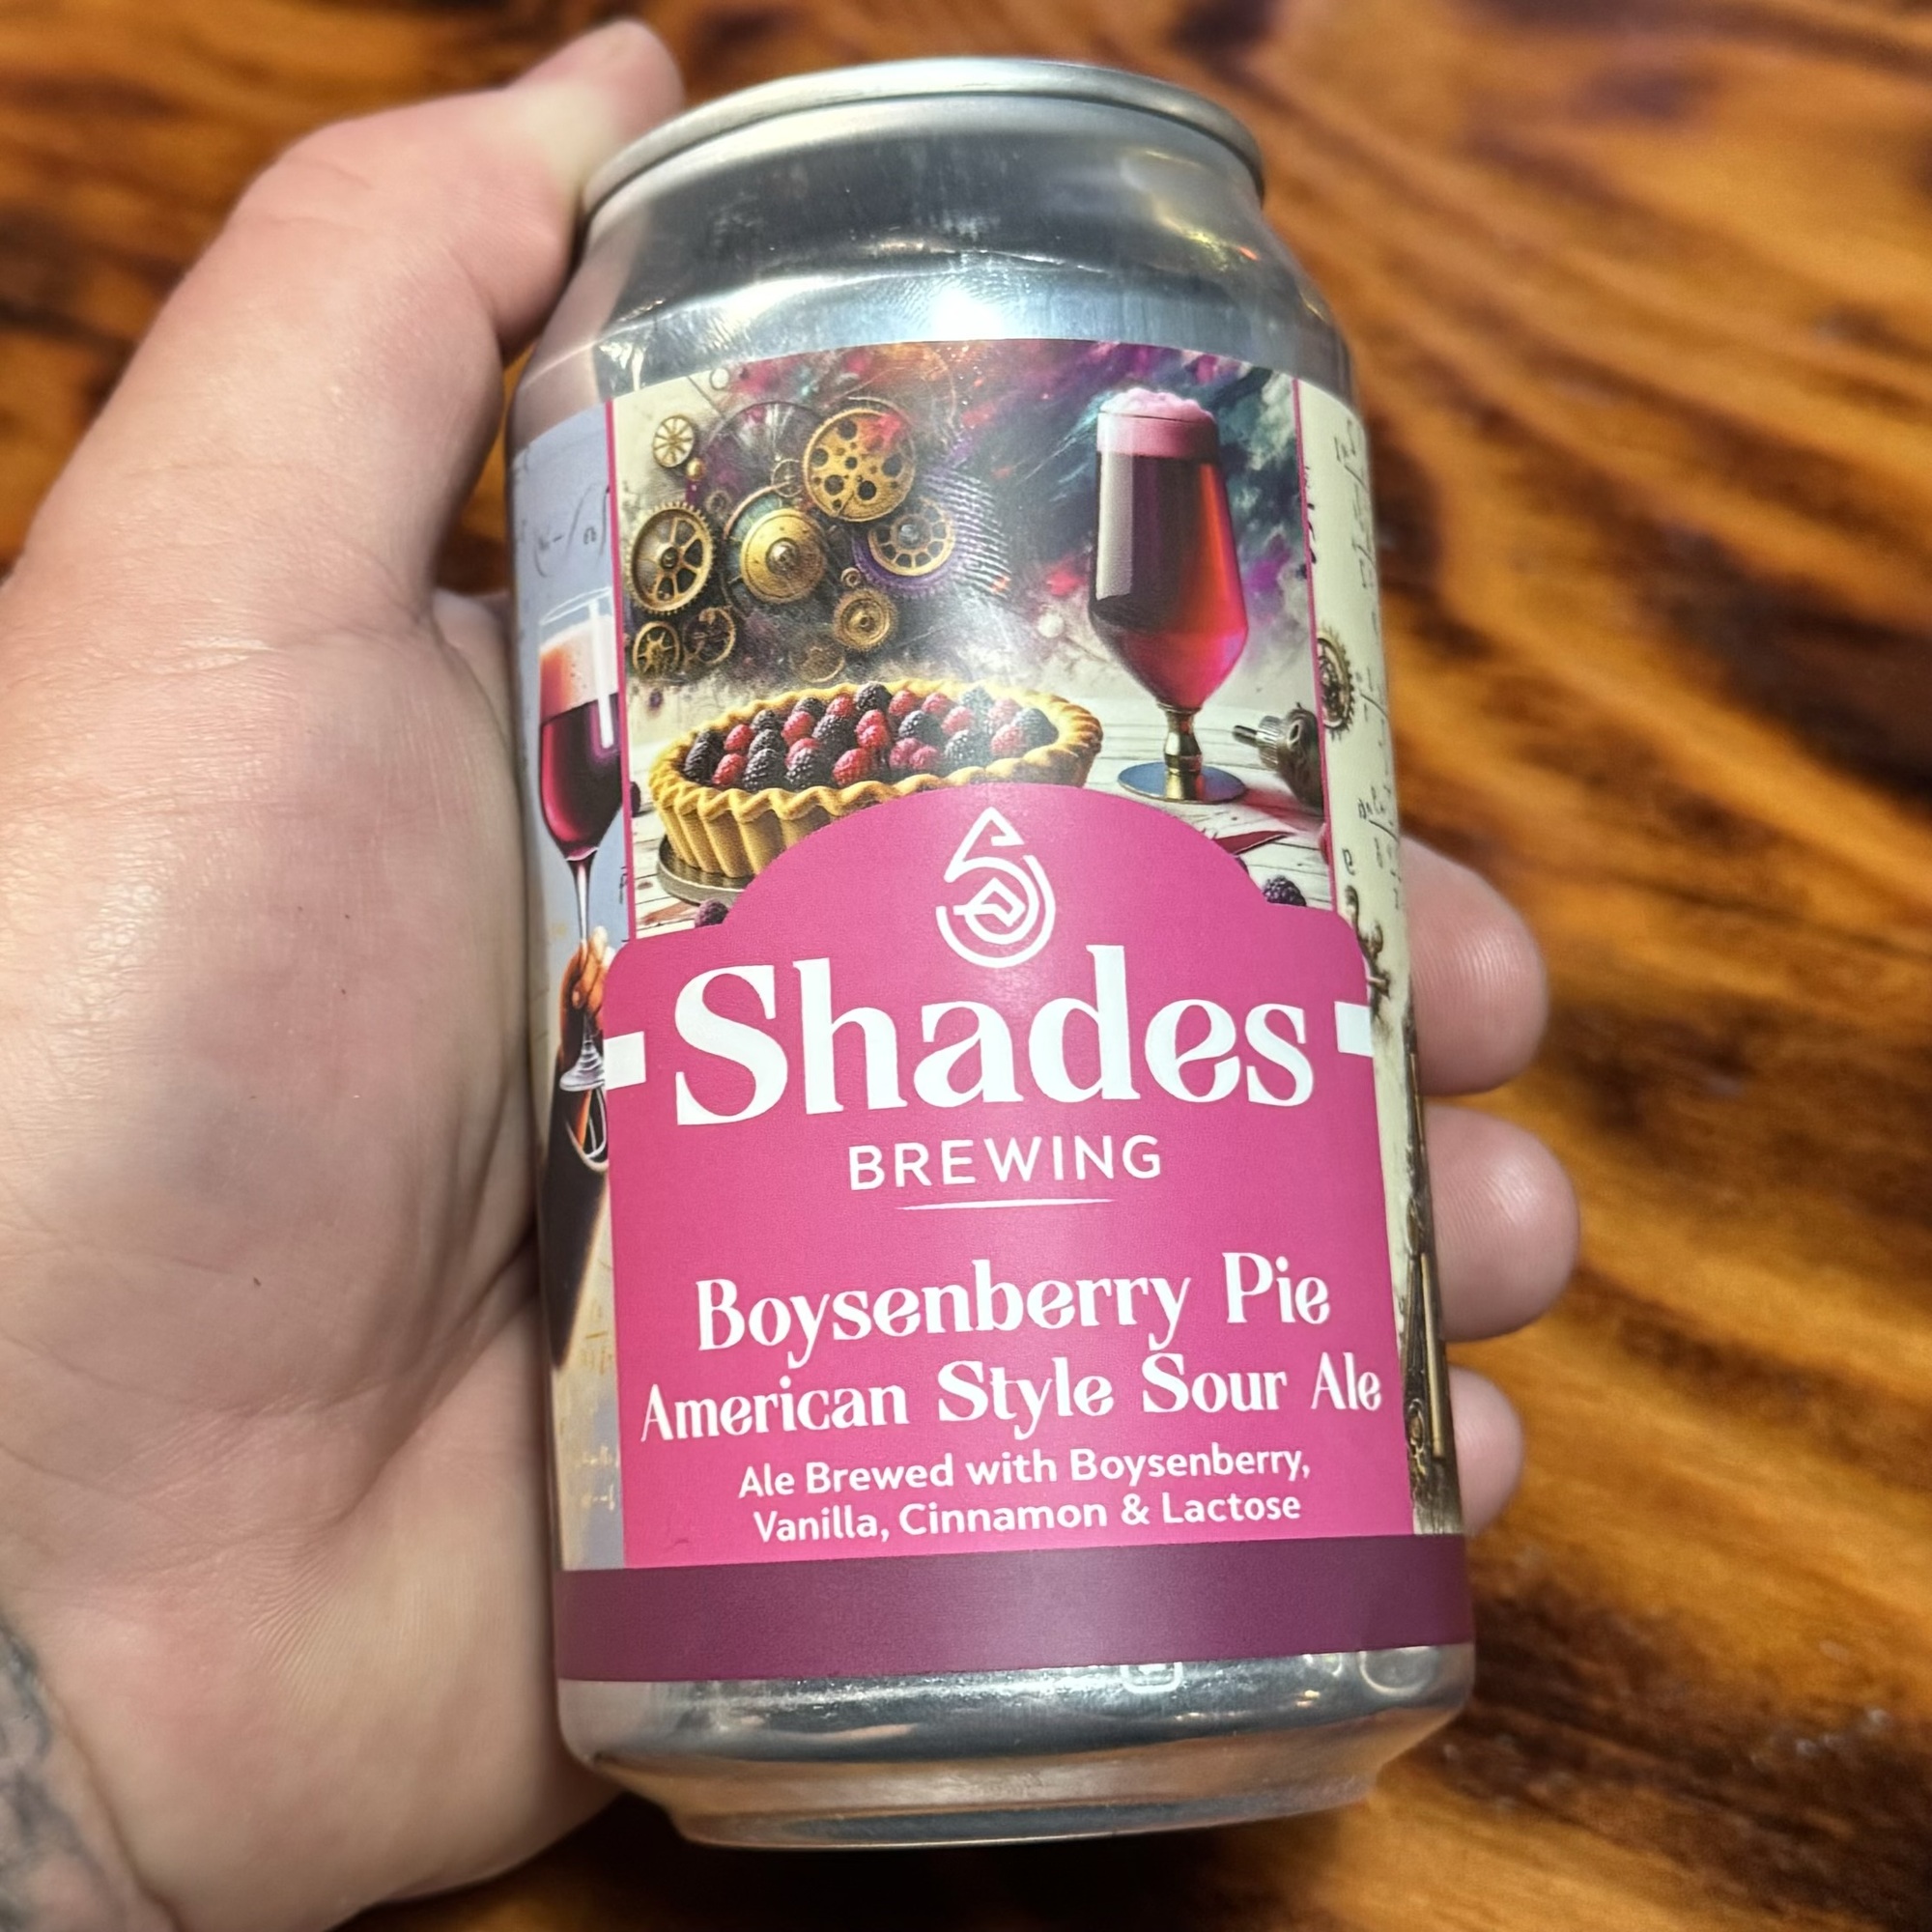 Shades
BREWING
Boysenberry Pie
American Style Sour Ale
Ale Brewed with Boysenberry,
Vanilla, Cinnamon & Lactose